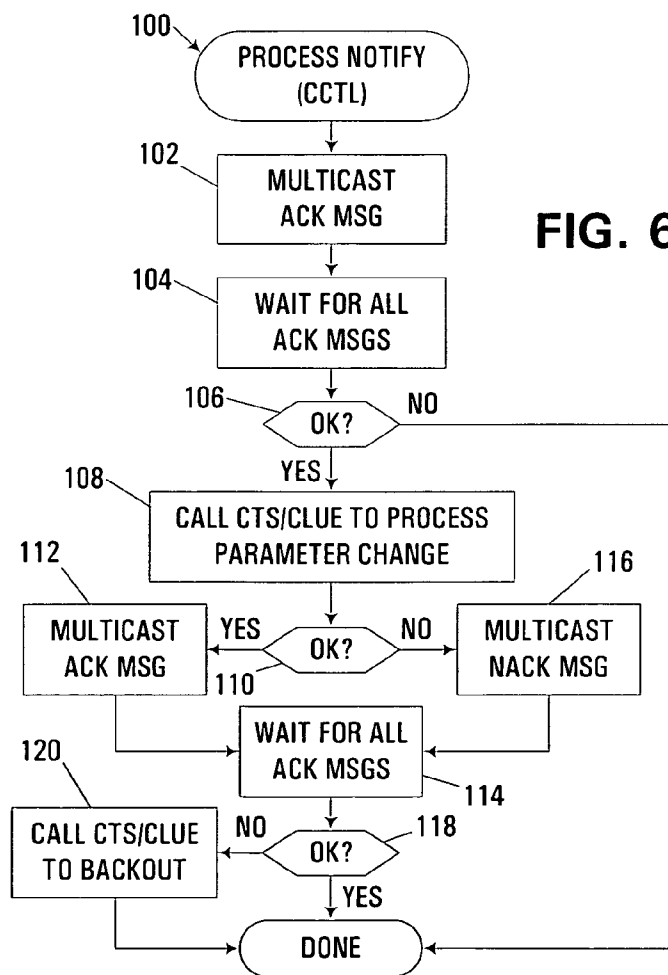 100
PROCESS NOTIFY
(CCTL)
102
MULTICAST
ACK MSG
FIG. 6
104
WAIT FOR ALL
ACK MSGS
106
OK?
NO
YES
108
CALL CTS/CLUE TO PROCESS
PARAMETER CHANGE
112
116
MULTICAST
ACK MSG
YES
OK?
NO
MULTICAST
NACK MSG
110
WAIT FOR ALL
ACK MSGS
114
120
CALL CTS/CLUE
TO BACKOUT
NO
OK?
118
YES
DONE